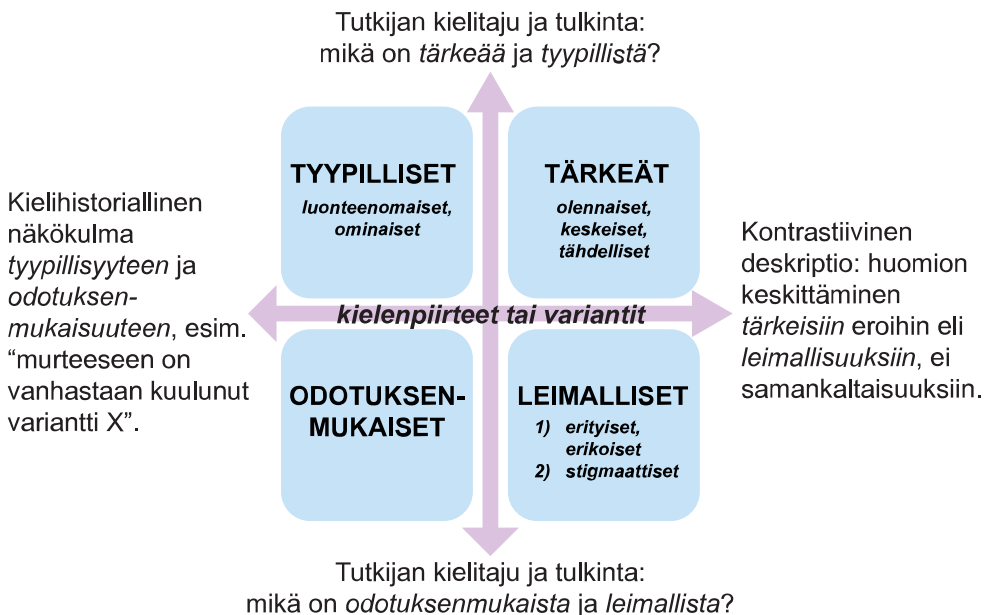 Tutkijan kielitaju ja tulkinta:
mikä on tärkeää ja tyypillistä?
Kielihistoriallinen
näkökulma
tyypillisyyteen ja
odotuksen-
mukaisuuteen, esim.
“murteeseen on
vanhastaan kuulunut
variantti X”.
TYYPILLISET
luonteenomaiset,
ominaiset
TÄRKEÄT
olennaiset,
keskeiset,
tähdelliset
kielenpiirteet tai variantit
ODOTUKSEN-
MUKAISET
LEIMALLISET
1) erityiset,
erikoiset
2) stigmaattiset
Kontrastiivinen
deskriptio: huomion
keskittäminen
tärkeisiin eroihin eli
leimallisuuksiin, ei
samankaltaisuuksiin.
Tutkijan kielitaju ja tulkinta:
mikä on odotuksenmukaista ja leimallista?